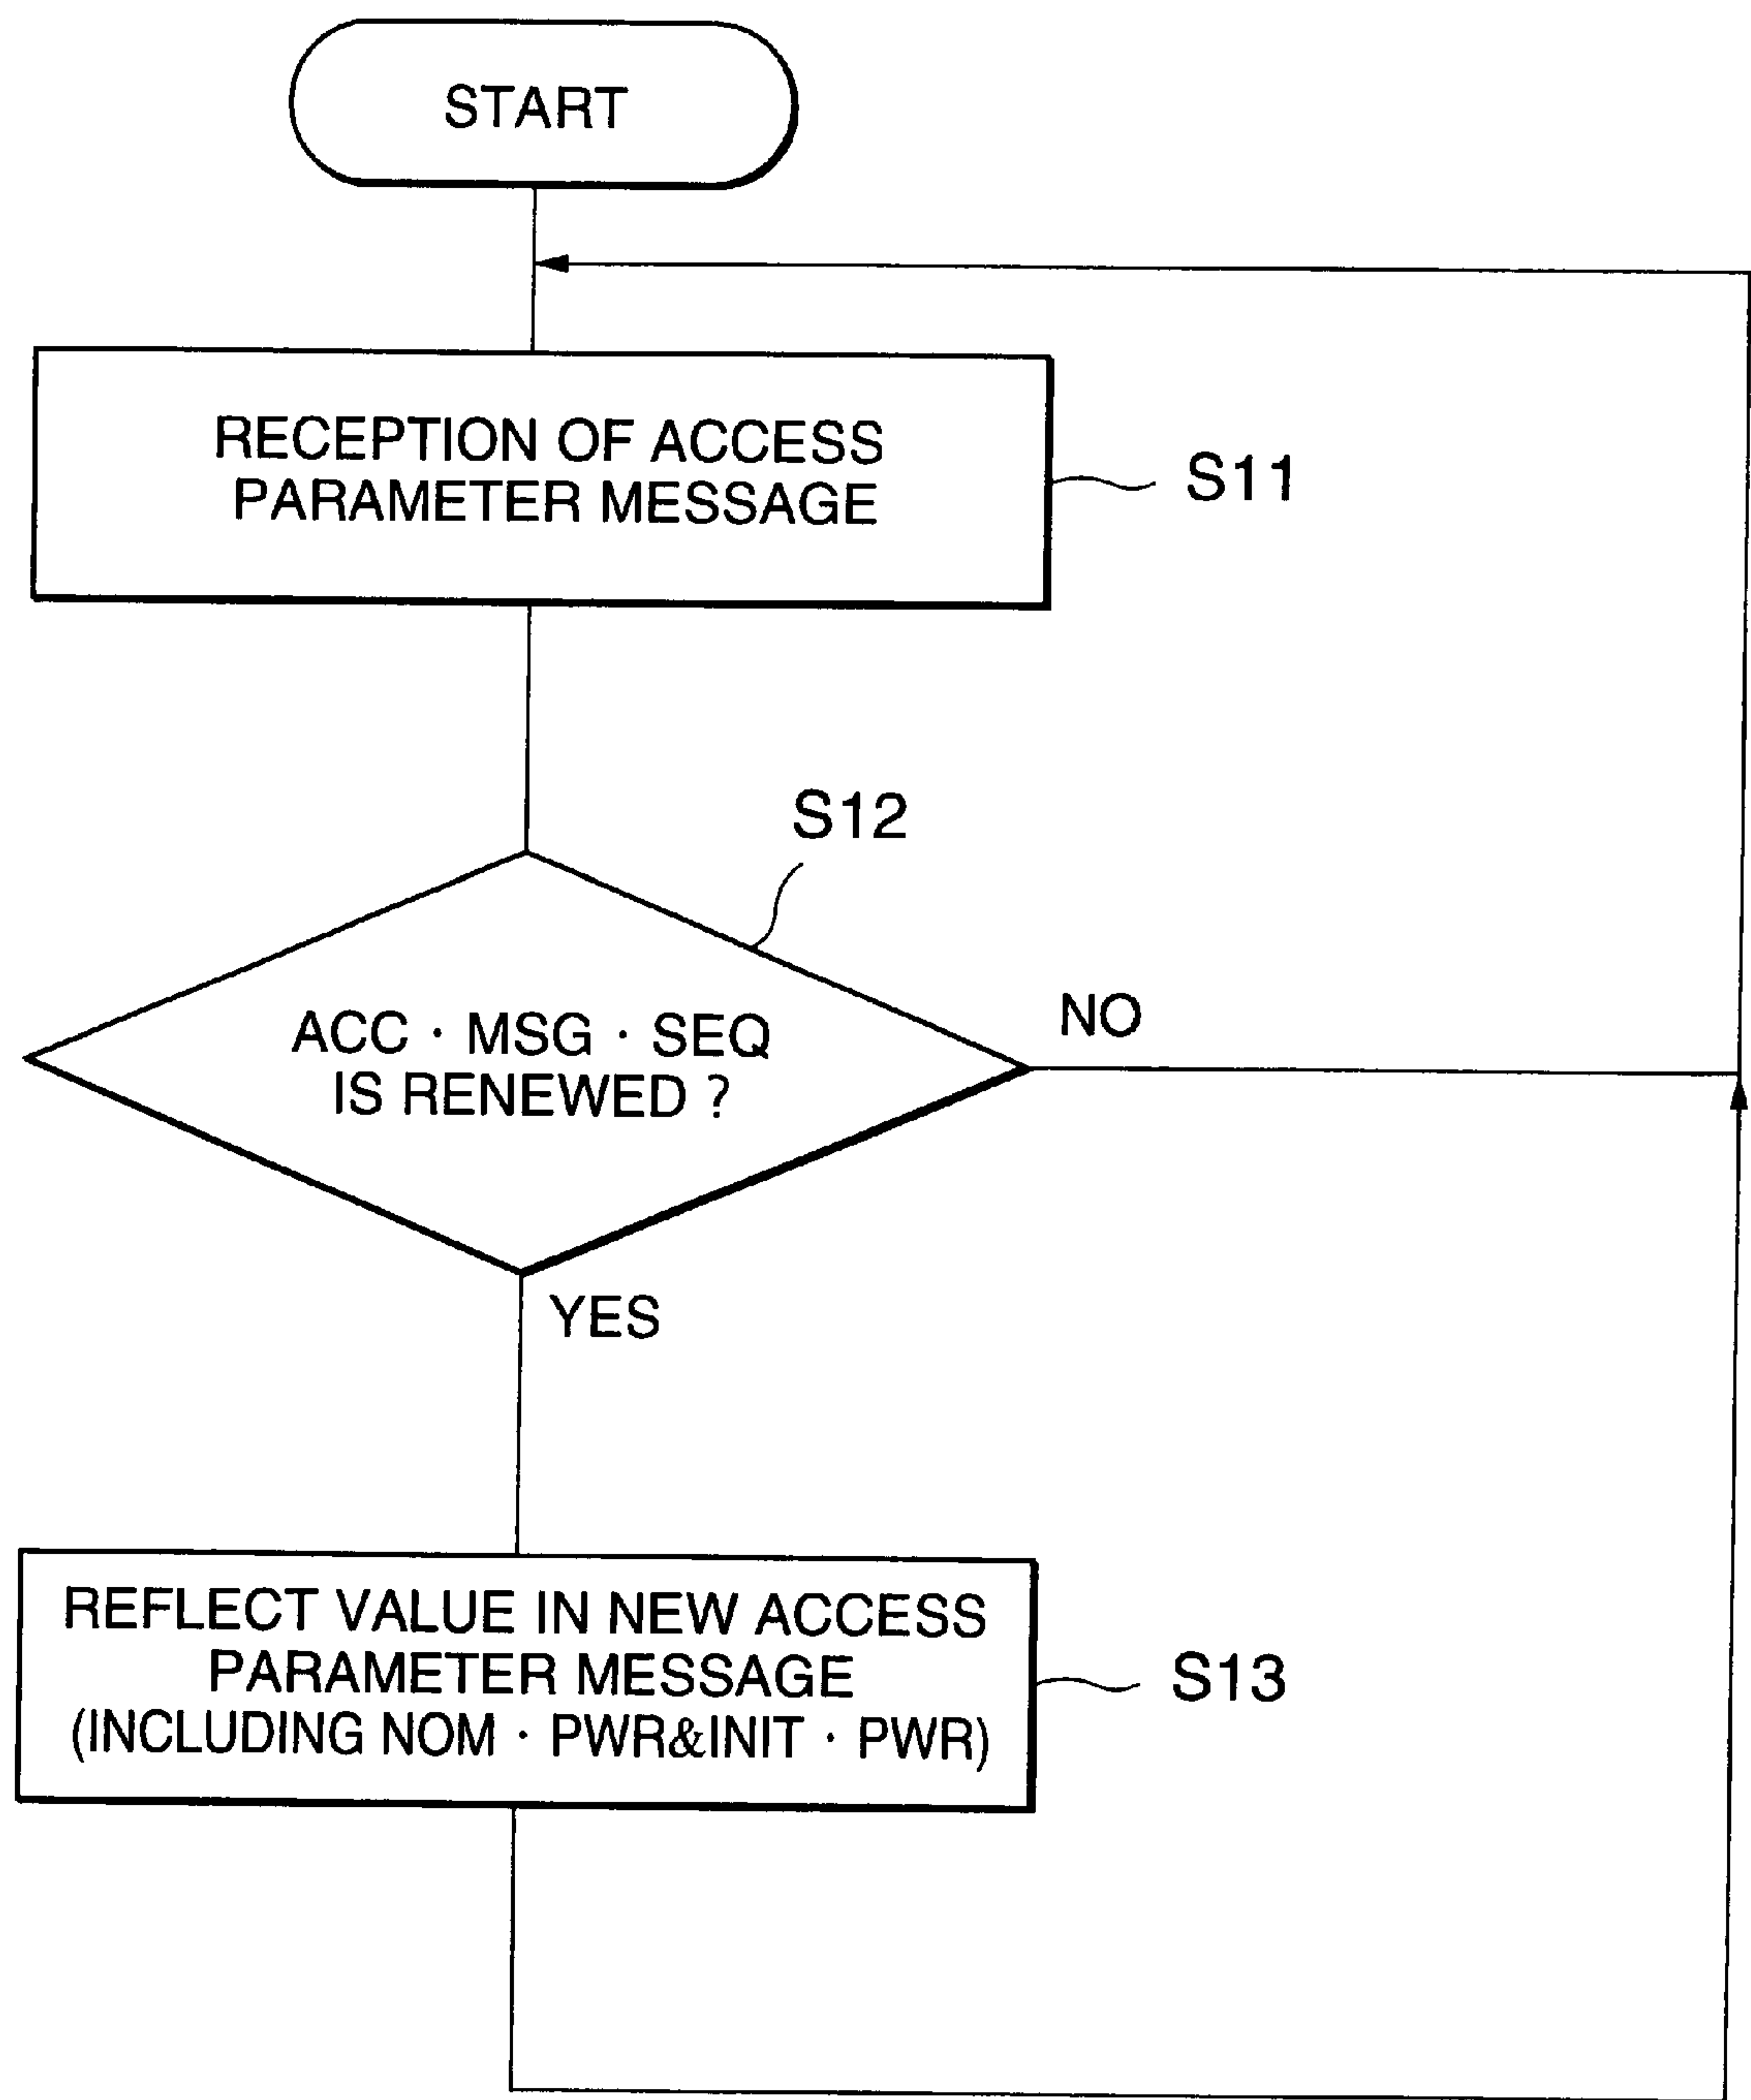 START
RECEPTION OF ACCESS
PARAMETER MESSAGE
S11
S12
ACC · MSG · SEQ
IS RENEWED ?
NO
YES
REFLECT VALUE IN NEW ACCESS
PARAMETER MESSAGE
(INCLUDING NOM · PWR&INIT · PWR)
S13